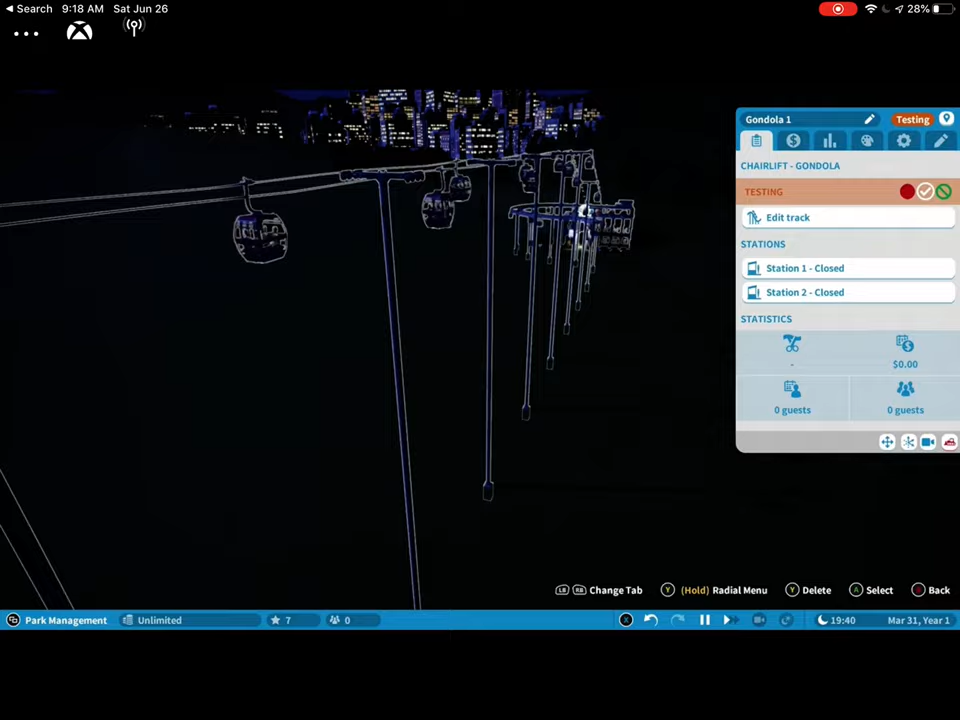 Search 9:18 AM Sat Jun 26 28%
Gondola 1 Testing
CHAIRLIFT - GONDOLA
TESTING
Edit track
STATIONS
Station 1 - Closed
Station 2 - Closed
STATISTICS
- $0.00
0 guests 0 guests
LB RB Change Tab Y (Hold) Radial Menu Y Delete A Select B Back
Park Management Unlimited 7 0 X 19:40 Mar 31, Year 1